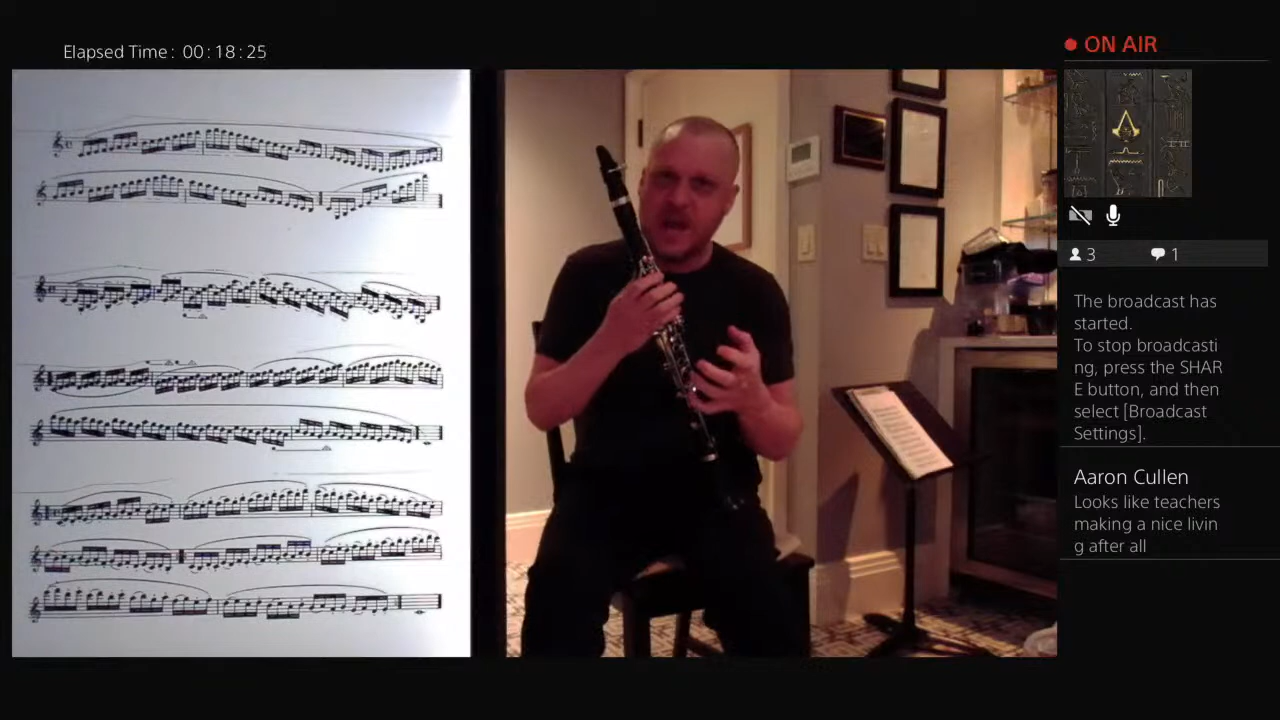 Elapsed Time: 00:18:25
ON AIR
3
1
The broadcast has
started.
To stop broadcasti
ng, press the SHAR
E button, and then
select [Broadcast
Settings].
Aaron Cullen
Looks like teachers
making a nice livin
g after all